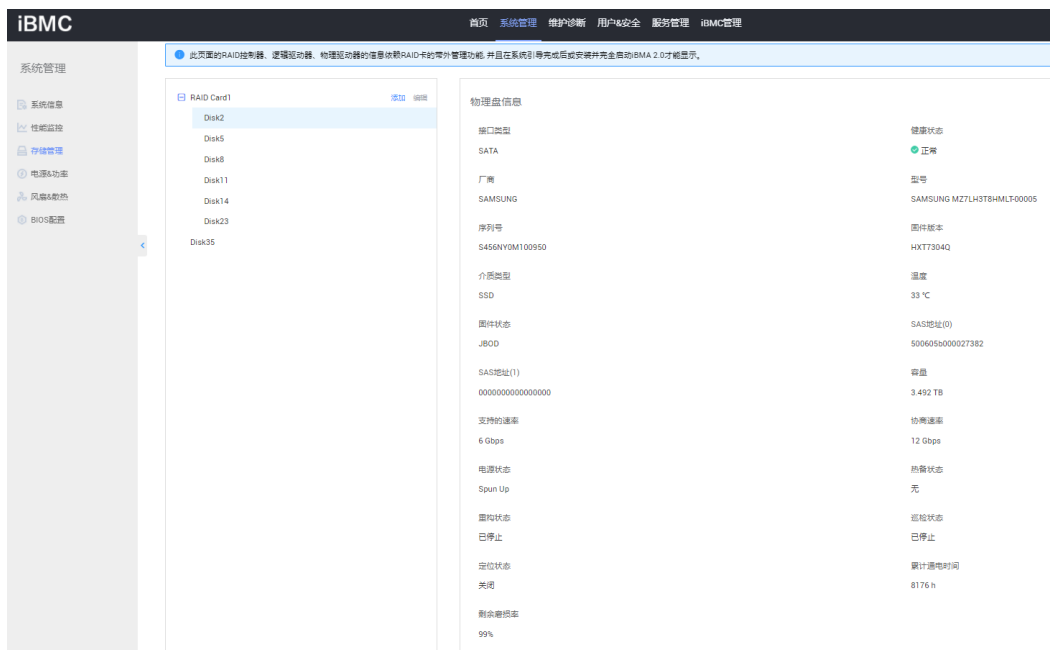 iBMC
首页 系统管理 维护诊断 用户&安全 服务管理 iBMC管理
系统管理
系统信息
性能监控
存储管理
电源&功率
风扇&散热
BIOS配置
此页面的RAID控制器、逻辑驱动器、物理驱动器的信息依赖RAID卡的带外管理功能, 并且在系统引导完成后或安装并完全启动iBMA 2.0才能显示。
RAID Card1 添加 编辑
Disk2
Disk5
Disk8
Disk11
Disk14
Disk23
Disk35
物理盘信息
接口类型 健康状态
SATA 正常
厂商 型号
SAMSUNG SAMSUNG MZ7LH3T8HMLT-00005
序列号 固件版本
S456NY0M100950 HXT7304Q
介质类型 温度
SSD 33 ℃
固件状态 SAS地址(0)
JBOD 500605b000027382
SAS地址(1) 容量
0000000000000000 3.492 TB
支持的速率 协商速率
6 Gbps 12 Gbps
电源状态 热备状态
Spun Up 无
重构状态 巡检状态
已停止 已停止
定位状态 累计通电时间
关闭 8176 h
剩余磨损率
99%